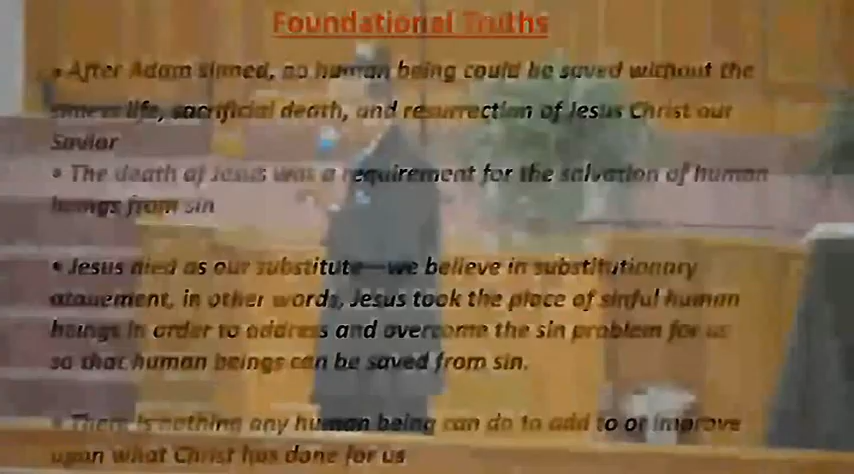 Foundational Truths
• After Adam sinned, no human being could be saved without the
sinless life, sacrificial death, and resurrection of Jesus Christ our
Savior
• The death of Jesus was a requirement for the salvation of human
beings from sin
• Jesus died as our substitute—we believe in substitutionary
atonement, in other words, Jesus took the place of sinful human
beings in order to address and overcome the sin problem for us
so that human beings can be saved from sin.
• There is nothing any human being can do to add to or improve
upon what Christ has done for us